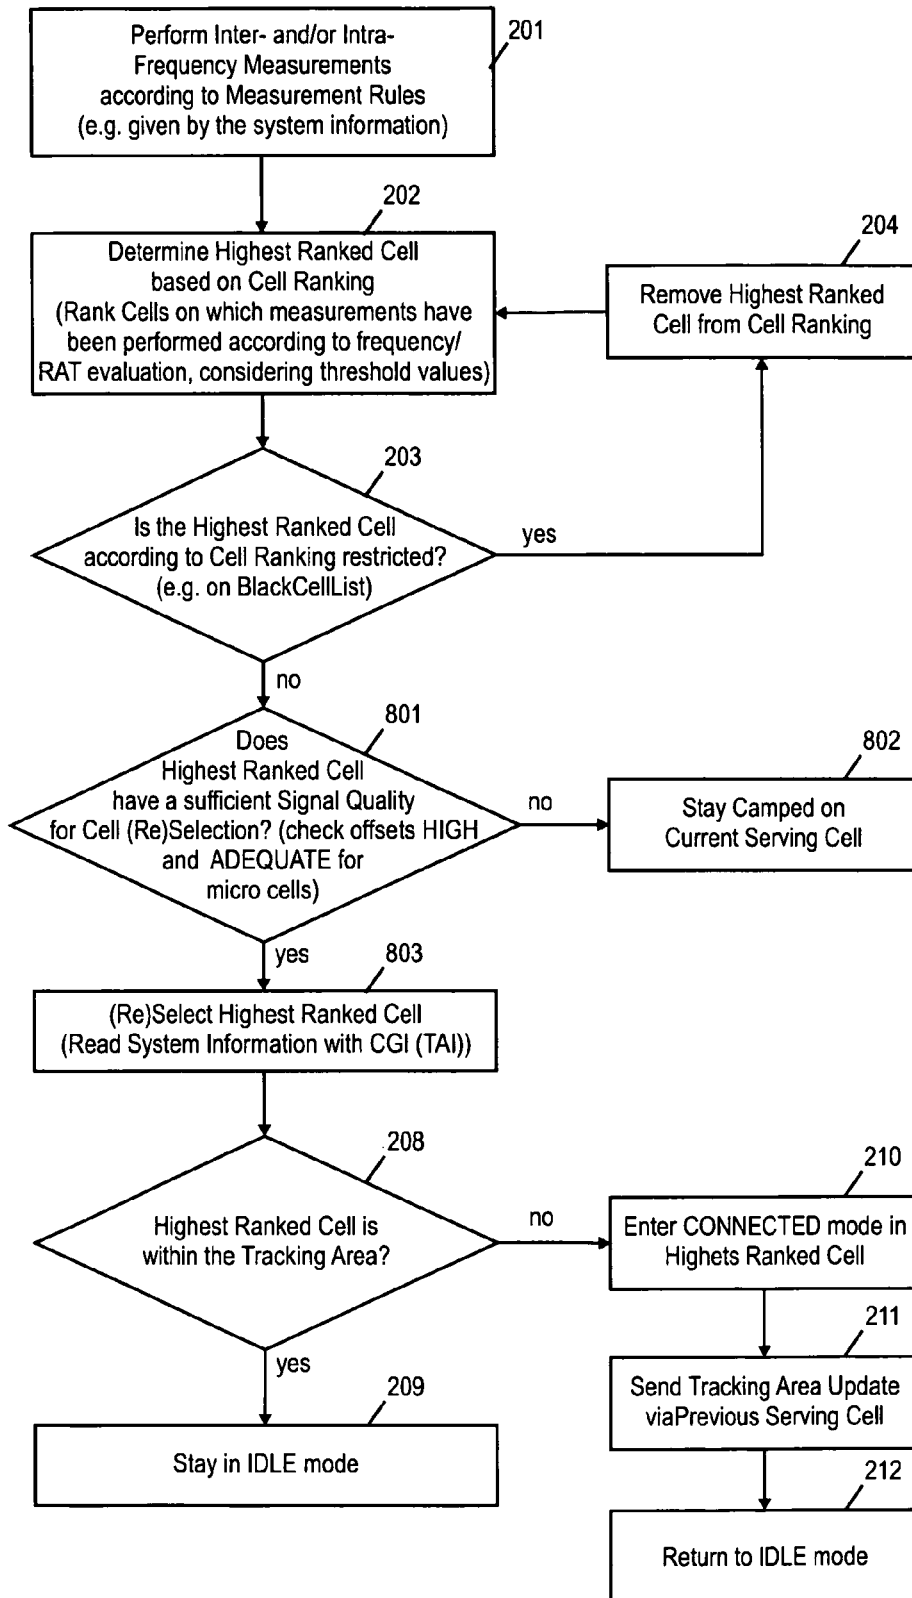 Perform Inter- and/or Intra-
Frequency Measurements
according to Measurement Rules
(e.g. given by the system information)
201
202
Determine Highest Ranked Cell
based on Cell Ranking
(Rank Cells on which measurements have
been performed according to frequency/
RAT evaluation, considering threshold values)
204
Remove Highest Ranked
Cell from Cell Ranking
203
Is the Highest Ranked Cell
according to Cell Ranking restricted?
(e.g. on BlackCellList)
yes
no
801
Does
Highest Ranked Cell
have a sufficient Signal Quality
for Cell (Re)Selection? (check offsets HIGH
and ADEQUATE for
micro cells)
no
802
Stay Camped on
Current Serving Cell
yes
803
(Re)Select Highest Ranked Cell
(Read System Information with CGI (TAI))
208
Highest Ranked Cell is
within the Tracking Area?
no
210
Enter CONNECTED mode in
Highets Ranked Cell
211
Send Tracking Area Update
viaPrevious Serving Cell
yes
209
Stay in IDLE mode
212
Return to IDLE mode